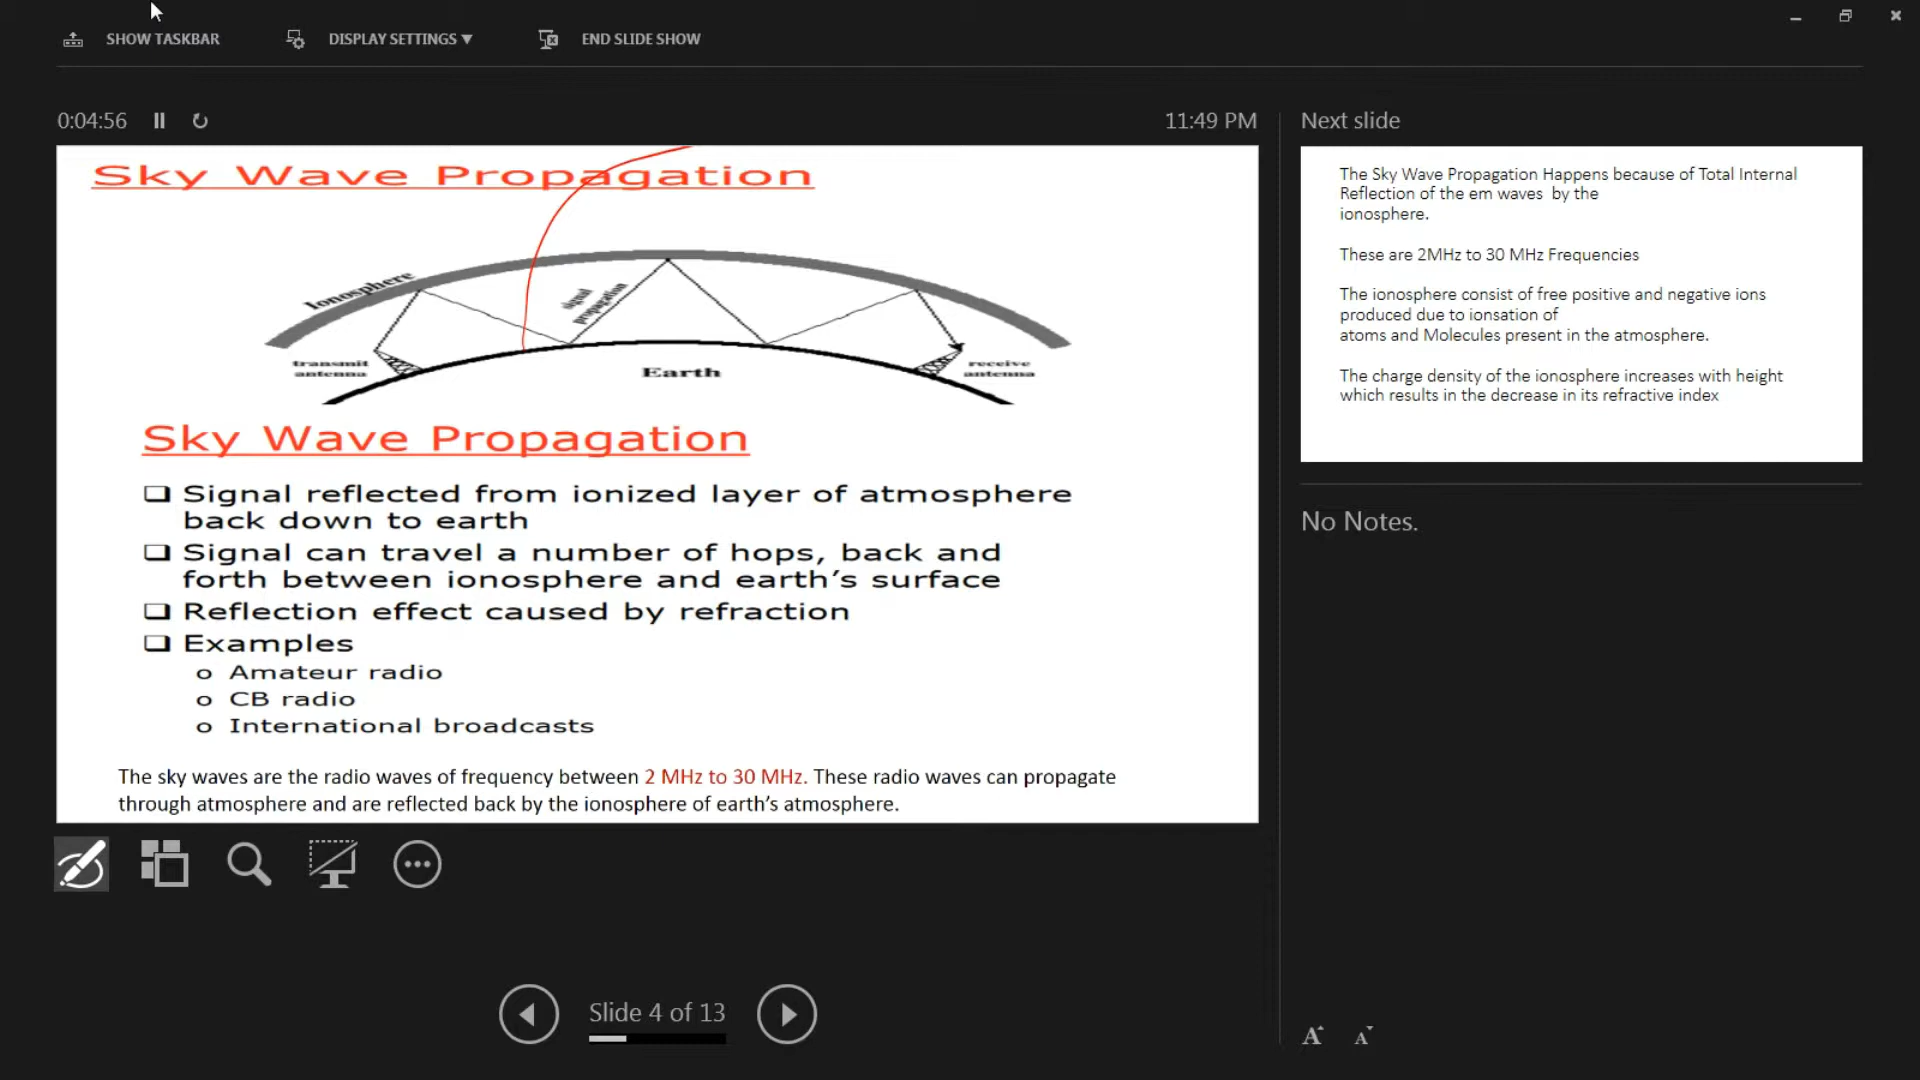 SHOW TASKBAR
DISPLAY SETTINGS ▼
END SLIDE SHOW
0:04:56
11:49 PM
Sky Wave Propagation
Ionosphere
signal
propagation
transmit
antenna
Earth
receive
antenna
Sky Wave Propagation
❑ Signal reflected from ionized layer of atmosphere
back down to earth
❑ Signal can travel a number of hops, back and
forth between ionosphere and earth's surface
❑ Reflection effect caused by refraction
❑ Examples
o Amateur radio
o CB radio
o International broadcasts
The sky waves are the radio waves of frequency between 2 MHz to 30 MHz. These radio waves can propagate
through atmosphere and are reflected back by the ionosphere of earth's atmosphere.
Slide 4 of 13
Next slide
The Sky Wave Propagation Happens because of Total Internal
Reflection of the em waves by the
ionosphere.
These are 2MHz to 30 MHz Frequencies
The ionosphere consist of free positive and negative ions
produced due to ionsation of
atoms and Molecules present in the atmosphere.
The charge density of the ionosphere increases with height
which results in the decrease in its refractive index
No Notes.
A A